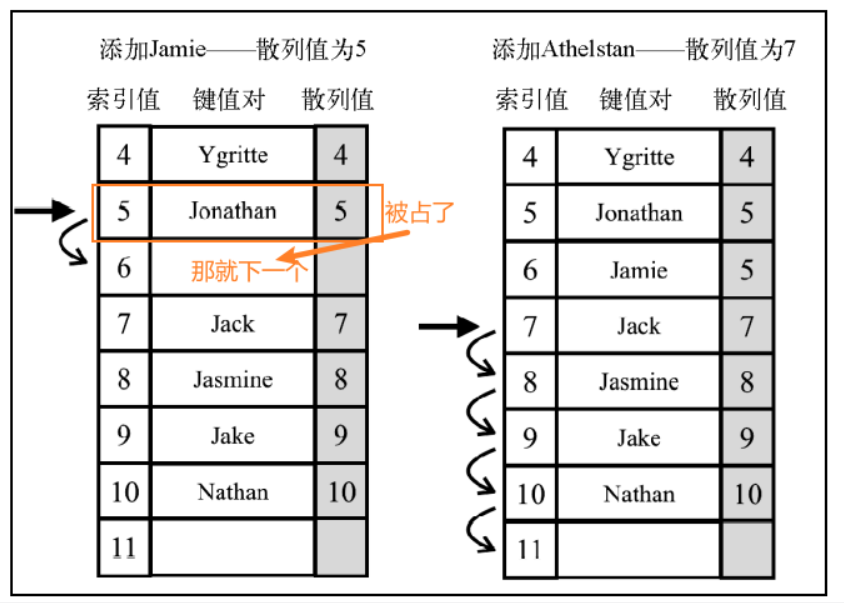 添加Jamie——散列值为5
索引值 键值对 散列值
4 Ygritte 4
5 Jonathan 5 被占了
6 那就下一个
7 Jack 7
8 Jasmine 8
9 Jake 9
10 Nathan 10
11
添加Athelstan——散列值为7
索引值 键值对 散列值
4 Ygritte 4
5 Jonathan 5
6 Jamie 5
7 Jack 7
8 Jasmine 8
9 Jake 9
10 Nathan 10
11